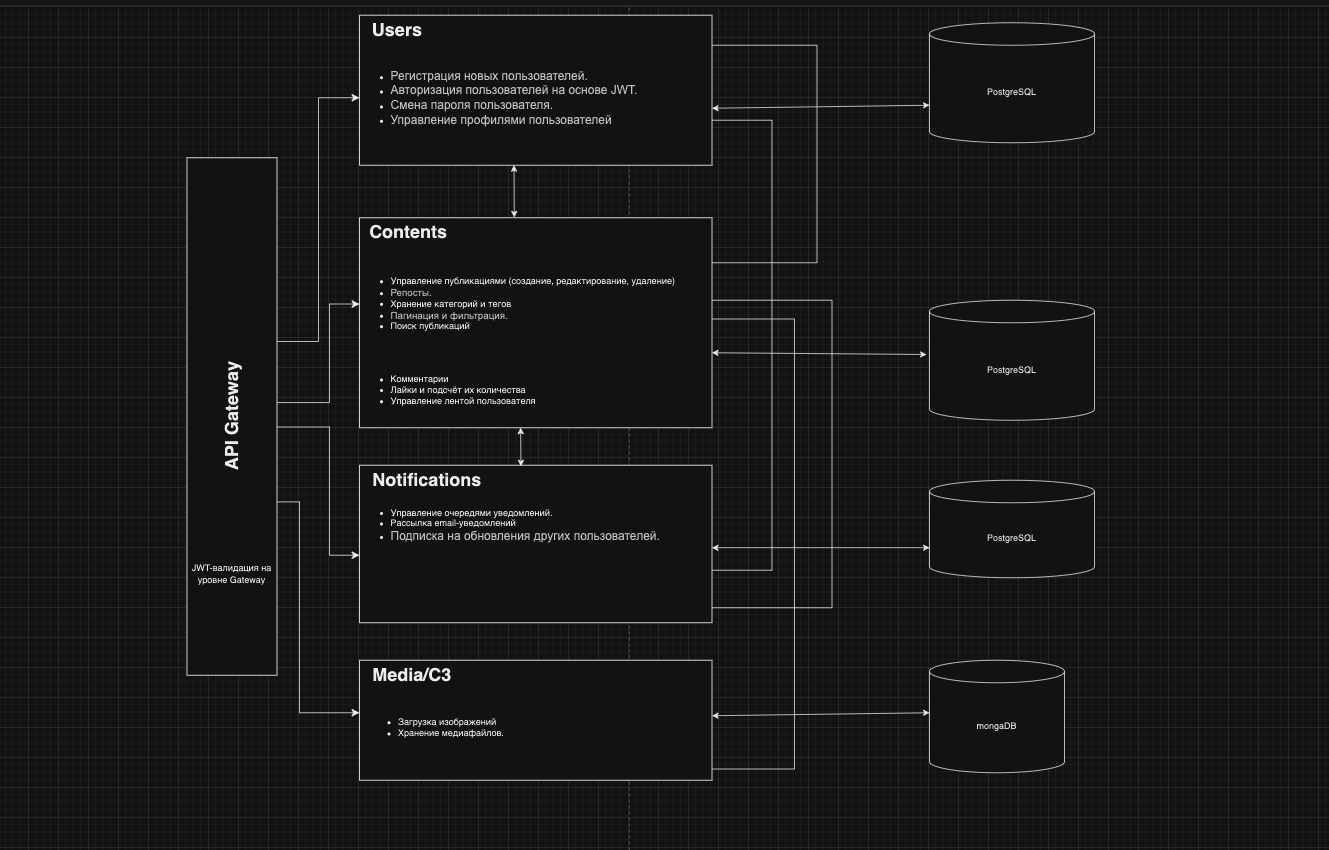 Users
Регистрация новых пользователей.
Авторизация пользователей на основе JWT.
Смена пароля пользователя.
Управление профилями пользователей
PostgreSQL
Contents
Управление публикациями (создание, редактирование, удаление)
Репосты.
Хранение категорий и тегов
Пагинация и фильтрация.
Поиск публикаций
Комментарии
Лайки и подсчёт их количества
Управление лентой пользователя
PostgreSQL
API Gateway
JWT-валидация на
уровне Gateway
Notifications
Управление очередями уведомлений.
Рассылка email-уведомлений
Подписка на обновления других пользователей.
PostgreSQL
Media/C3
Загрузка изображений
Хранение медиафайлов.
mongaDB